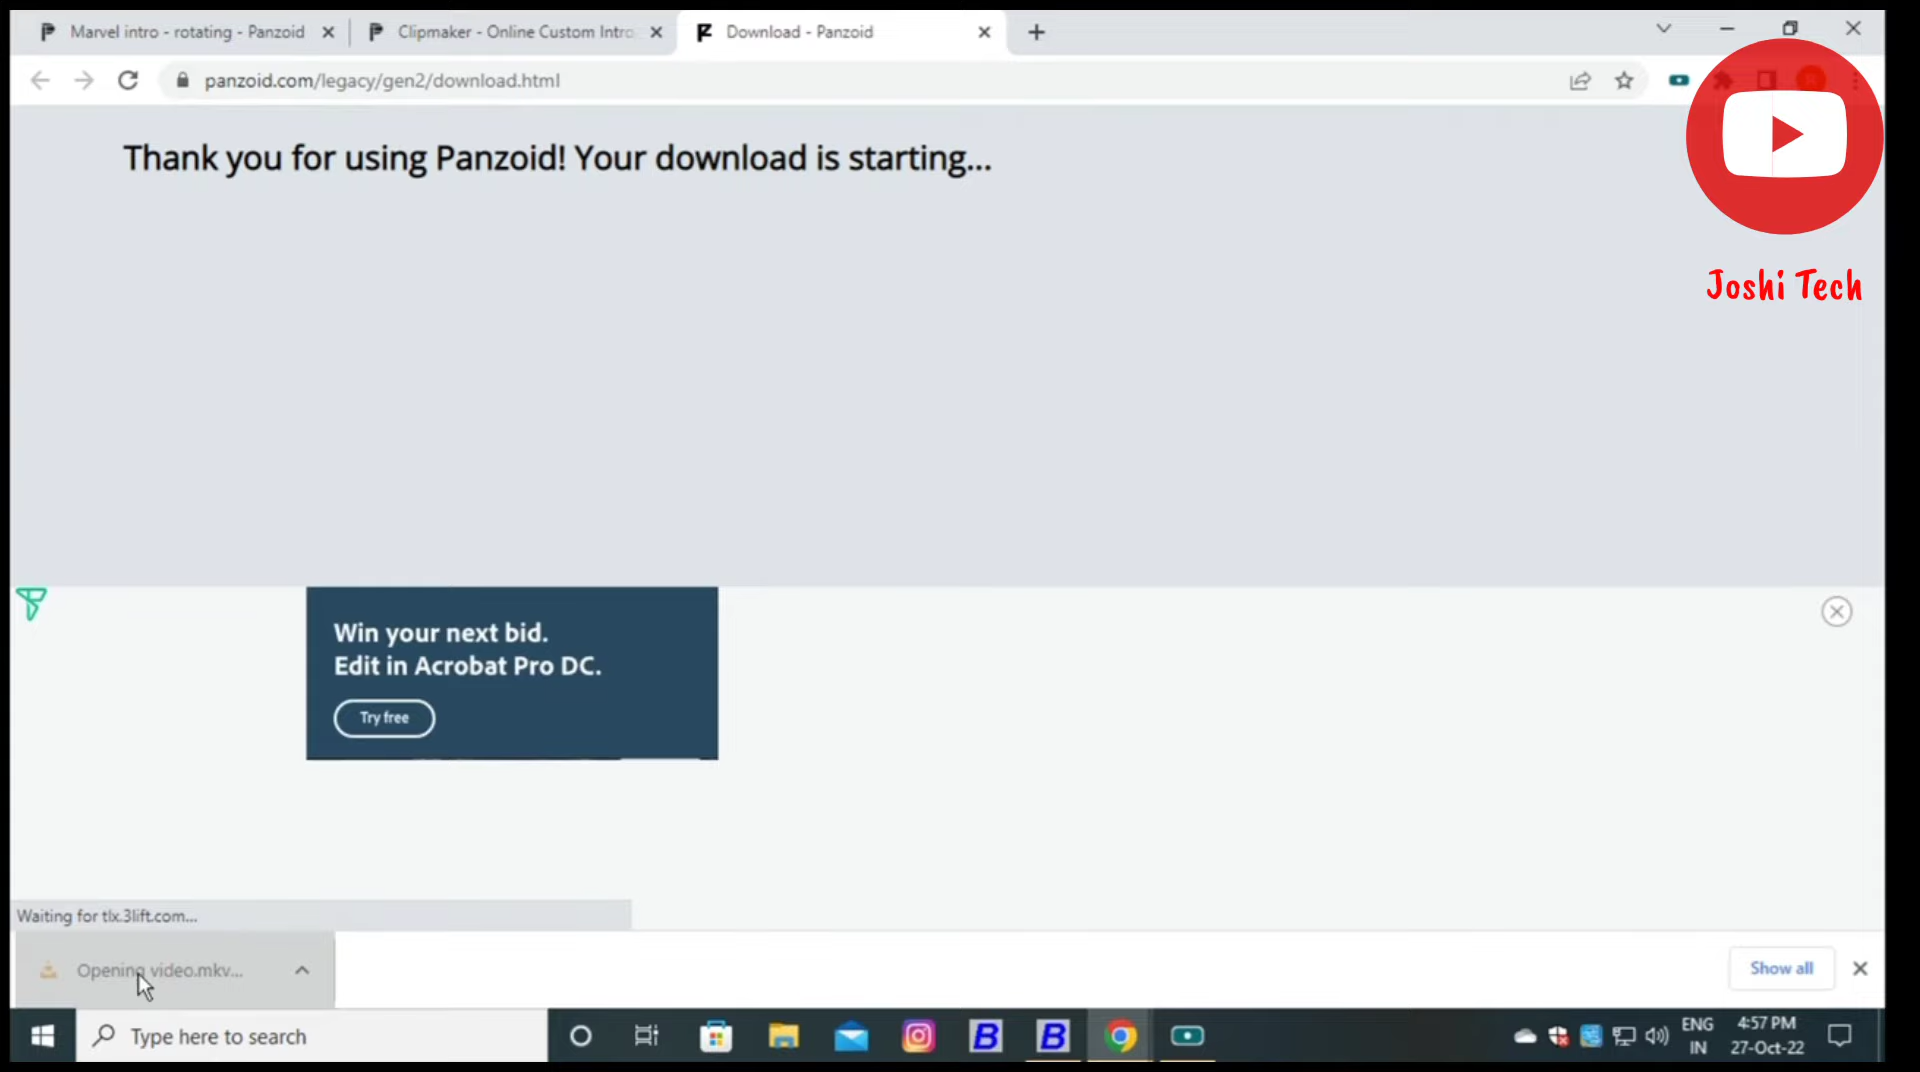 Marvel intro - rotating - Panzoid
Clipmaker - Online Custom Intro
Download - Panzoid
panzoid.com/legacy/gen2/download.html
Thank you for using Panzoid! Your download is starting...
Joshi Tech
Win your next bid.
Edit in Acrobat Pro DC.
Try free
Waiting for tlx.3lift.com...
Opening video.mkv...
Show all
Type here to search
ENG
IN
4:57 PM
27-Oct-22